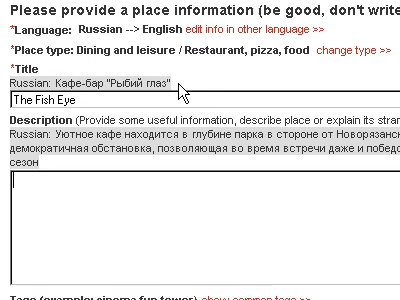 Please provide a place information (be good, don't write
*Language: Russian --> English edit info in other language >>
*Place type: Dining and leisure / Restaurant, pizza, food change type >>
*Title
Russian: Кафе-бар "Рыбий глаз"
The Fish Eye
Description (Provide some useful information, describe place or explain its stran
Russian: Уютное кафе находится в глубине парка в стороне от Новорязанск
демократичная обстановка, позволяющая во время встречи даже и победо
сезон
Tags (example: cinema fun tower) show common tags >>